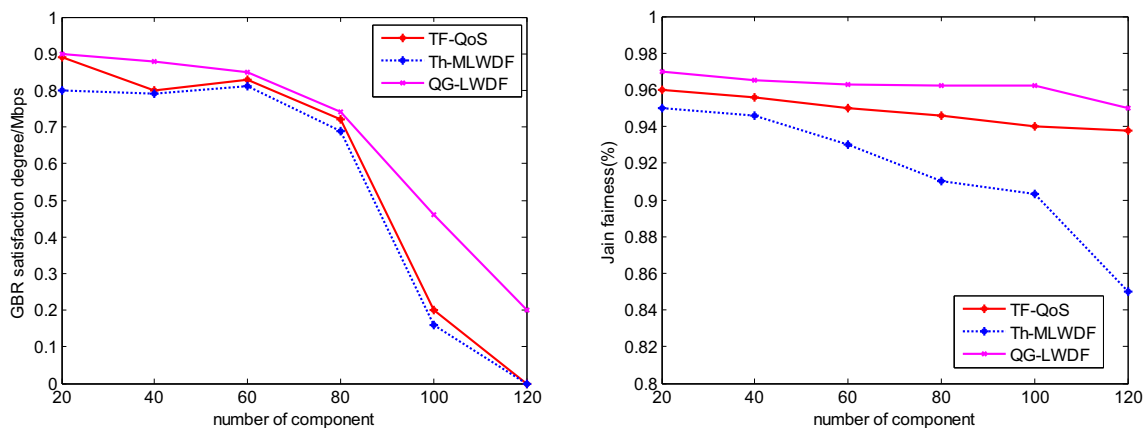 1
0.9
0.8
0.7
0.6
0.5
0.4
0.3
0.2
0.1
0
GBR satisfaction degree/Mbps
TF-QoS
Th-MLWDF
QG-LWDF
20 40 60 80 100 120
number of component
1
0.98
0.96
0.94
0.92
0.9
0.88
0.86
0.84
0.82
0.8
Jain fairness(%)
TF-QoS
Th-MLWDF
QG-LWDF
20 40 60 80 100 120
number of component